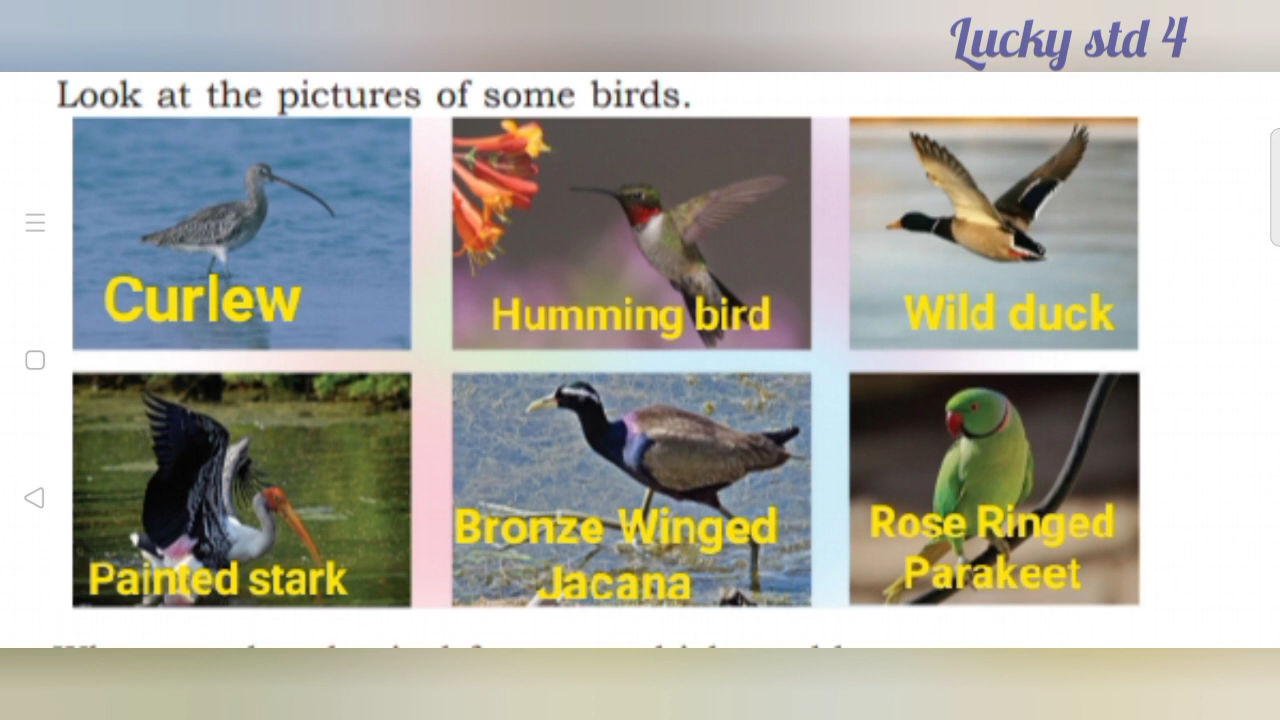 Lucky std 4
Look at the pictures of some birds.
Curlew
Humming bird
Wild duck
Painted stark
Bronze Winged
Jacana
Rose Ringed
Parakeet